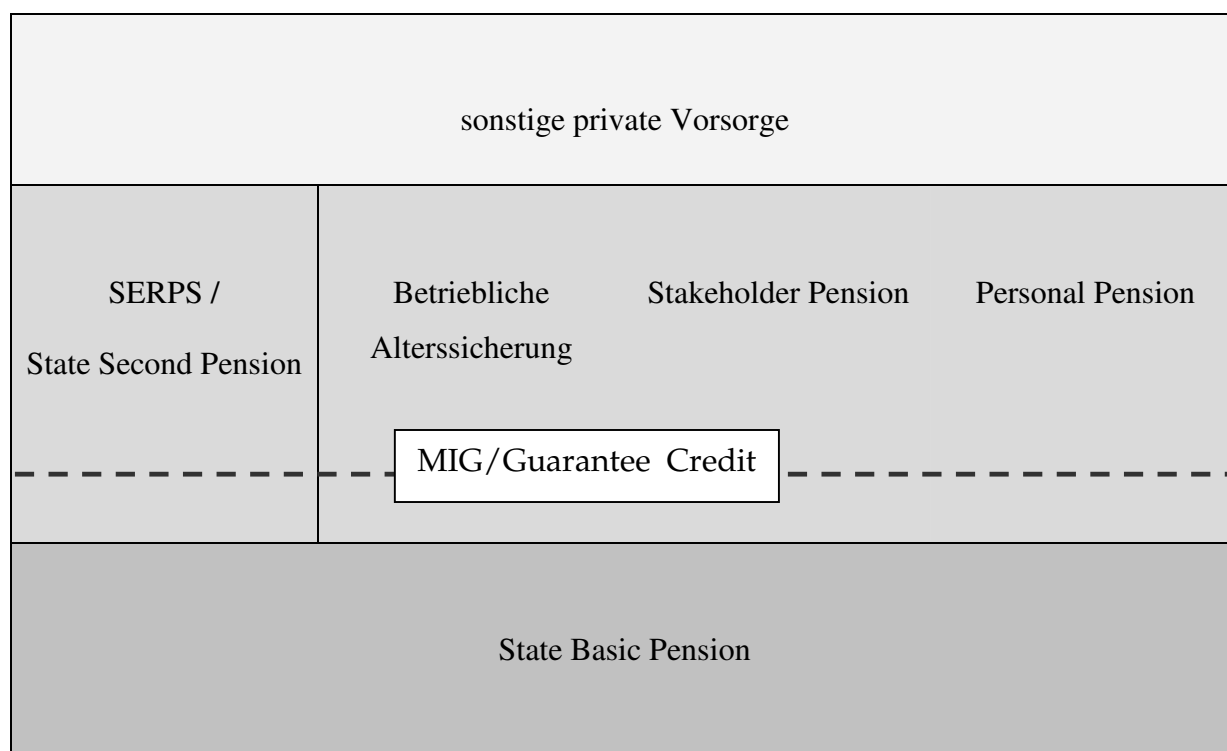 sonstige private Vorsorge
SERPS /
State Second Pension
Betriebliche
Alterssicherung
Stakeholder Pension
Personal Pension
MIG/Guarantee Credit
State Basic Pension